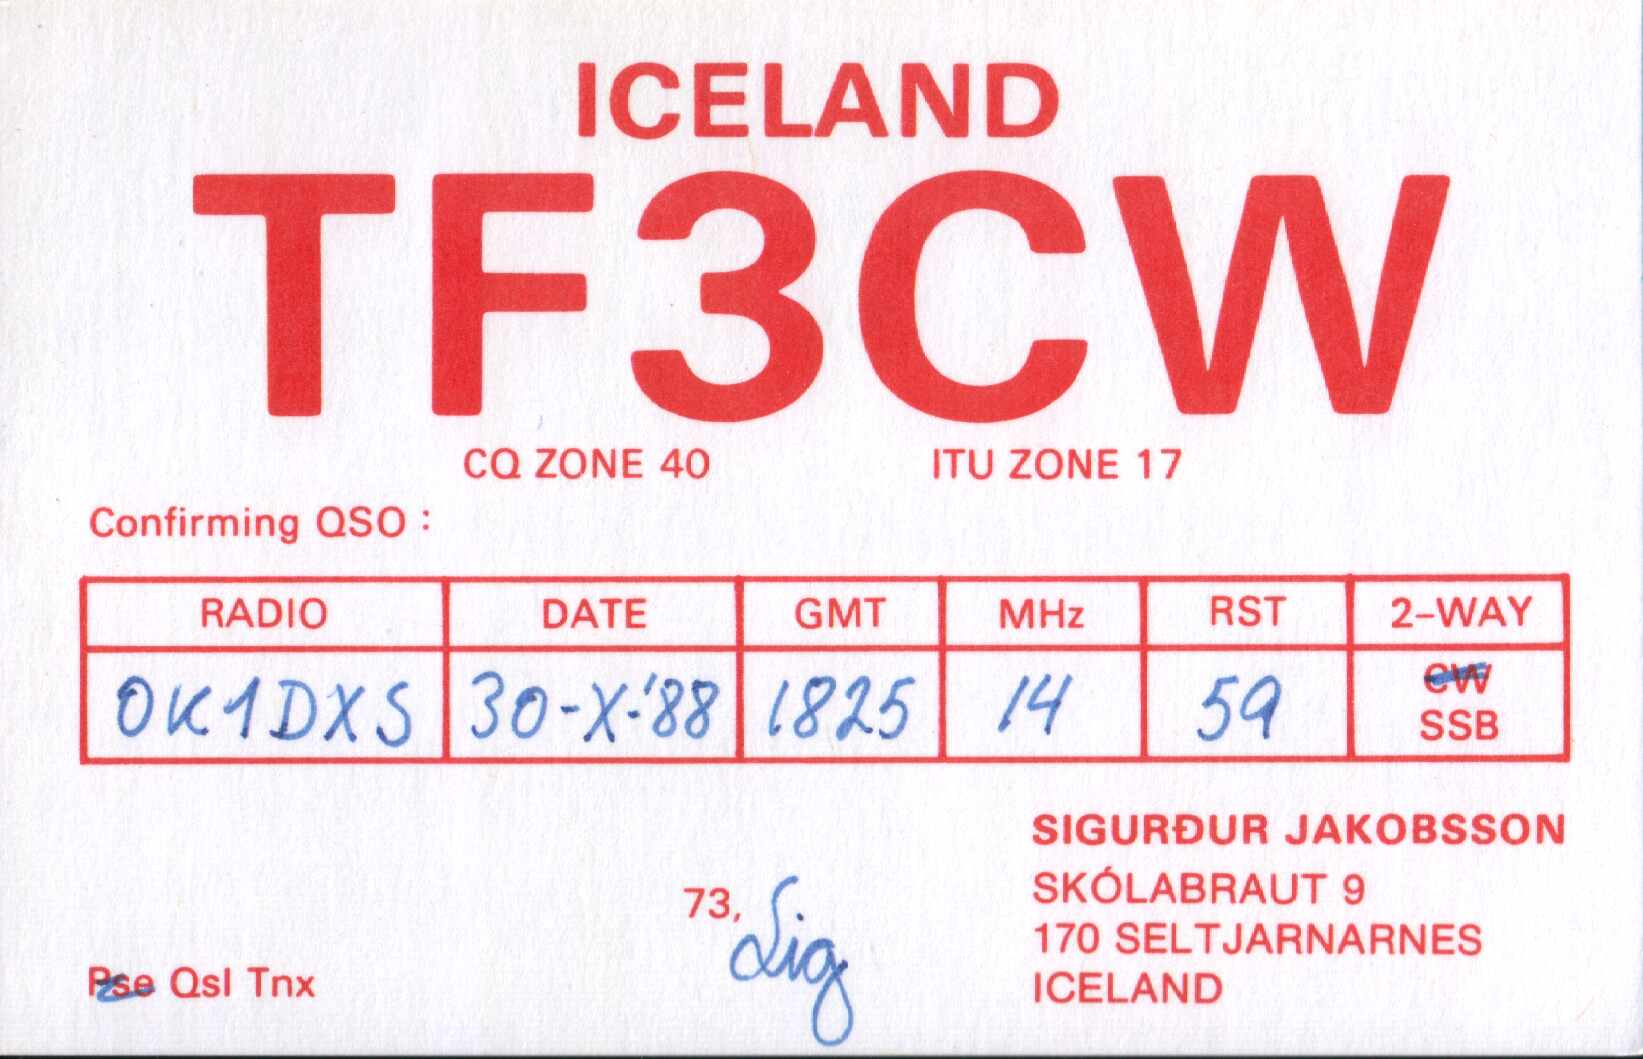 ICELAND
TF3CW
CQ ZONE 40 ITU ZONE 17
Confirming QSO :
RADIO DATE GMT MHz RST 2-WAY
OK1DXS 30-X-'88 1825 14 59 CW
SSB
SIGURÐUR JAKOBSSON
73, Sig SKÓLABRAUT 9
170 SELTJARNARNES
Pse Qsl Tnx ICELAND